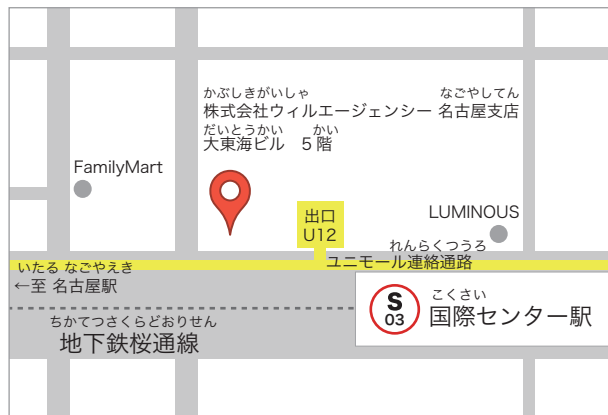 かぶしきがいしゃ なごやしてん
株式会社ウィルエージェンシー 名古屋支店
だいとうかい かい
大東海ビル 5階
FamilyMart
出口
U12
LUMINOUS
れんらくつうろ
ユニモール連絡通路
いたる なごやえき
←至 名古屋駅
S
03
こくさい
国際センター駅
ちかてつさくらどおりせん
地下鉄桜通線